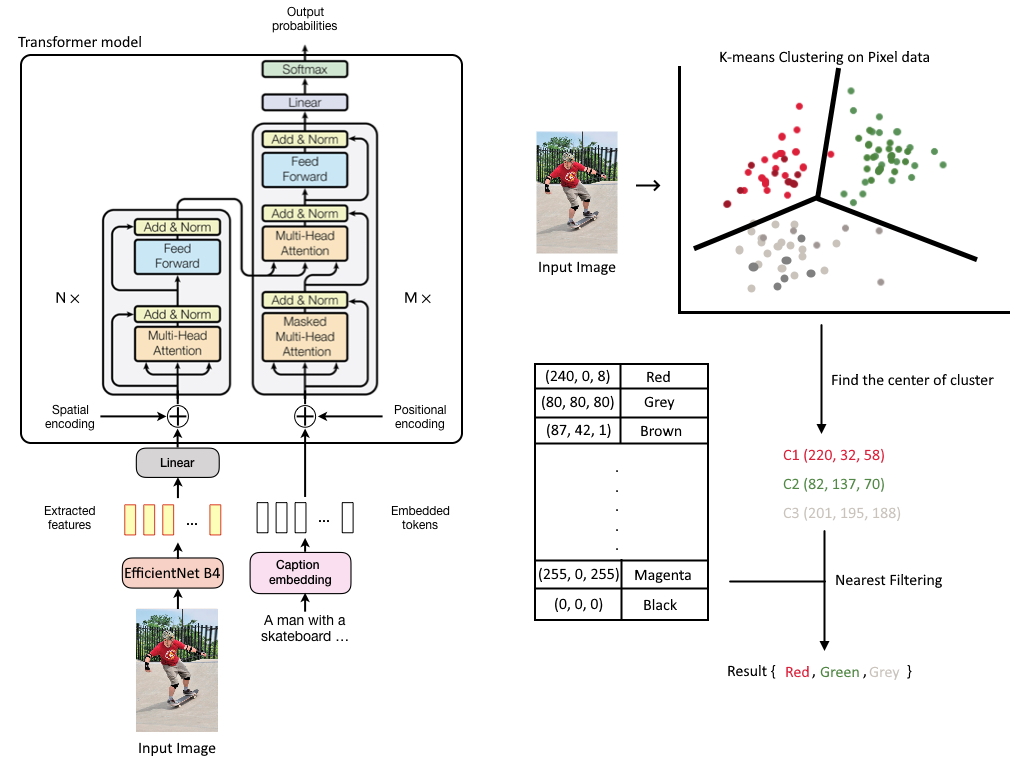 Output
probabilities
Transformer model
Softmax
Linear
Add & Norm
Feed
Forward
Add & Norm
Multi-Head
Attention
Add & Norm
Masked
Multi-Head
Attention
Add & Norm
Feed
Forward
Add & Norm
Multi-Head
Attention
N ×
M ×
Spatial
encoding
Positional
encoding
Linear
Extracted
features
...
...
Embedded
tokens
EfficientNet B4
Caption
embedding
A man with a
skateboard ...
Input Image
K-means Clustering on Pixel data
Input Image
Find the center of cluster
(240, 0, 8) Red
(80, 80, 80) Grey
(87, 42, 1) Brown
(255, 0, 255) Magenta
(0, 0, 0) Black
C1 (220, 32, 58)
C2 (82, 137, 70)
C3 (201, 195, 188)
Nearest Filtering
Result { Red , Green , Grey }